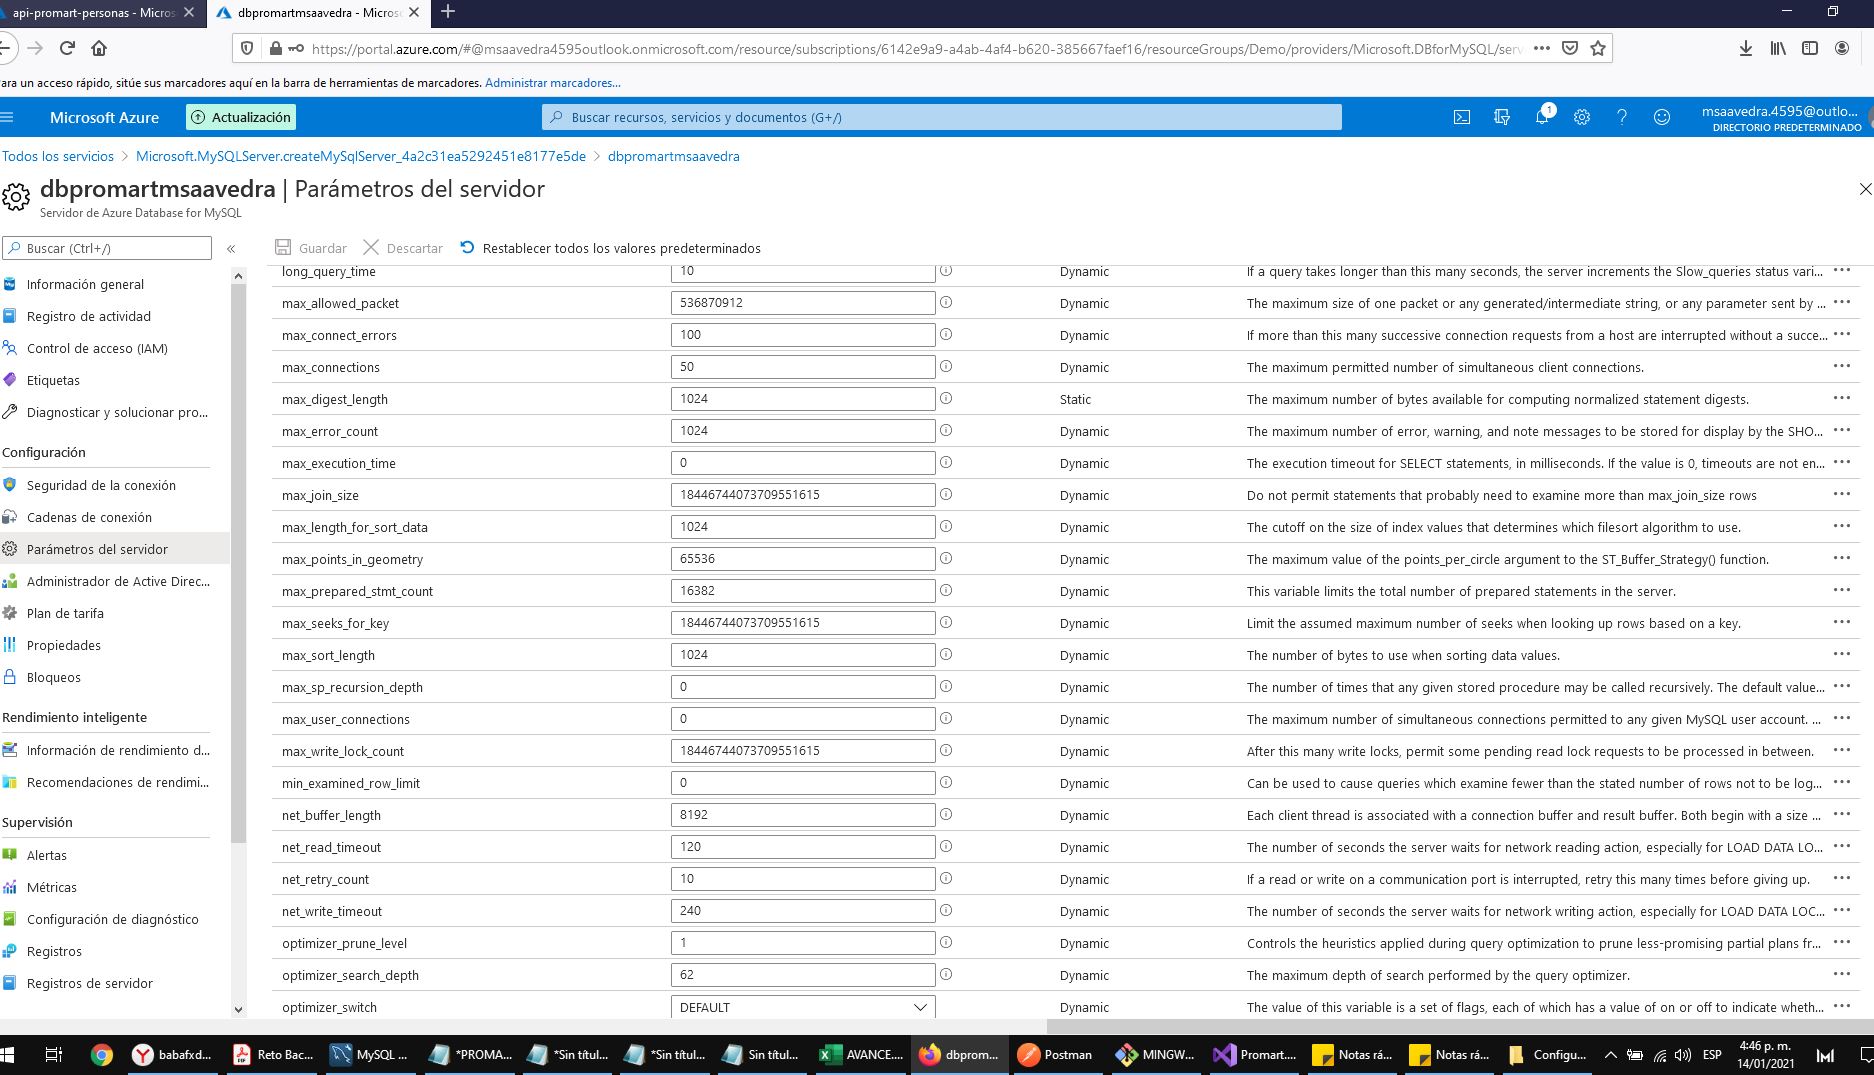 api-promart-personas - Micros
dbpromartmsaavedra - Microso
https://portal.azure.com/#@msaavedra4595outlook.onmicrosoft.com/resource/subscriptions/6142e9a9-a4ab-4af4-b620-385667faef16/resourceGroups/Demo/providers/Microsoft.DBforMySQL/serv
ara un acceso rápido, sitúe sus marcadores aquí en la barra de herramientas de marcadores. Administrar marcadores...
Microsoft Azure
Actualización
Buscar recursos, servicios y documentos (G+/)
1
msaavedra.4595@outlo...
DIRECTORIO PREDETERMINADO
Todos los servicios > Microsoft.MySQLServer.createMySqlServer_4a2c31ea5292451e8177e5de > dbpromartmsaavedra
dbpromartmsaavedra | Parámetros del servidor
Servidor de Azure Database for MySQL
Buscar (Ctrl+/)
«
Información general
Registro de actividad
Control de acceso (IAM)
Etiquetas
Diagnosticar y solucionar pro...
Configuración
Seguridad de la conexión
Cadenas de conexión
Parámetros del servidor
Administrador de Active Direc...
Plan de tarifa
Propiedades
Bloqueos
Rendimiento inteligente
Información de rendimiento d...
Recomendaciones de rendimi...
Supervisión
Alertas
Métricas
Configuración de diagnóstico
Registros
Registros de servidor
Guardar Descartar Restablecer todos los valores predeterminados
long_query_time 10 Dynamic If a query takes longer than this many seconds, the server increments the Slow_queries status vari...
max_allowed_packet 536870912 Dynamic The maximum size of one packet or any generated/intermediate string, or any parameter sent by ...
max_connect_errors 100 Dynamic If more than this many successive connection requests from a host are interrupted without a succe...
max_connections 50 Dynamic The maximum permitted number of simultaneous client connections.
max_digest_length 1024 Static The maximum number of bytes available for computing normalized statement digests.
max_error_count 1024 Dynamic The maximum number of error, warning, and note messages to be stored for display by the SHO...
max_execution_time 0 Dynamic The execution timeout for SELECT statements, in milliseconds. If the value is 0, timeouts are not en...
max_join_size 18446744073709551615 Dynamic Do not permit statements that probably need to examine more than max_join_size rows
max_length_for_sort_data 1024 Dynamic The cutoff on the size of index values that determines which filesort algorithm to use.
max_points_in_geometry 65536 Dynamic The maximum value of the points_per_circle argument to the ST_Buffer_Strategy() function.
max_prepared_stmt_count 16382 Dynamic This variable limits the total number of prepared statements in the server.
max_seeks_for_key 18446744073709551615 Dynamic Limit the assumed maximum number of seeks when looking up rows based on a key.
max_sort_length 1024 Dynamic The number of bytes to use when sorting data values.
max_sp_recursion_depth 0 Dynamic The number of times that any given stored procedure may be called recursively. The default value...
max_user_connections 0 Dynamic The maximum number of simultaneous connections permitted to any given MySQL user account. ...
max_write_lock_count 18446744073709551615 Dynamic After this many write locks, permit some pending read lock requests to be processed in between.
min_examined_row_limit 0 Dynamic Can be used to cause queries which examine fewer than the stated number of rows not to be log...
net_buffer_length 8192 Dynamic Each client thread is associated with a connection buffer and result buffer. Both begin with a size ...
net_read_timeout 120 Dynamic The number of seconds the server waits for network reading action, especially for LOAD DATA LO...
net_retry_count 10 Dynamic If a read or write on a communication port is interrupted, retry this many times before giving up.
net_write_timeout 240 Dynamic The number of seconds the server waits for network writing action, especially for LOAD DATA LOC...
optimizer_prune_level 1 Dynamic Controls the heuristics applied during query optimization to prune less-promising partial plans fr...
optimizer_search_depth 62 Dynamic The maximum depth of search performed by the query optimizer.
optimizer_switch DEFAULT Dynamic The value of this variable is a set of flags, each of which has a value of on or off to indicate wheth...
babafxd... Reto Bac... MySQL ... *PROMA... *Sin títul... *Sin títul... Sin títul... AVANCE.... dbprom... Postman MINGW... Promart.... Notas rá... Notas rá... Configu... ESP
4:46 p. m.
14/01/2021